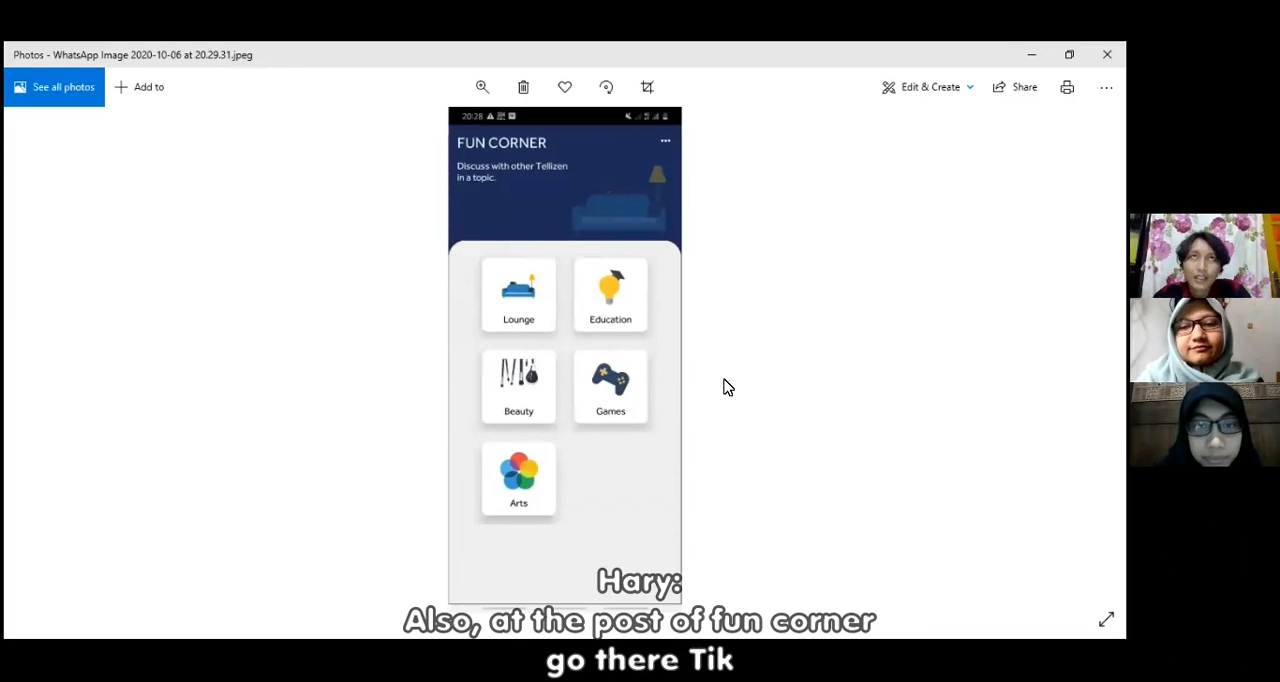 Photos - WhatsApp Image 2020-10-06 at 20.29.31.jpeg
See all photos
Add to
Edit & Create
Share
20:28
FUN CORNER
Discuss with other Tellizen
in a topic.
Lounge
Education
Beauty
Games
Arts
Hary:
Also, at the post of fun corner
go there Tik